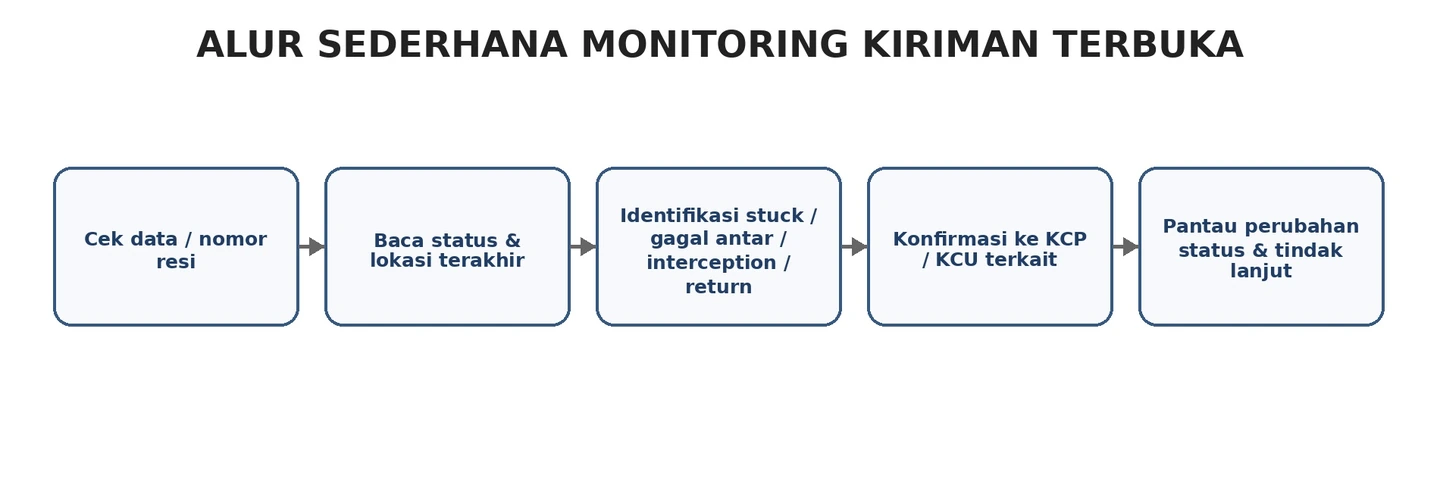 ALUR SEDERHANA MONITORING KIRIMAN TERBUKA
Cek data / nomor
resi
Baca status &
lokasi terakhir
Identifikasi stuck /
gagal antar /
interception /
return
Konfirmasi ke KCP
/ KCU terkait
Pantau perubahan
status & tindak
lanjut